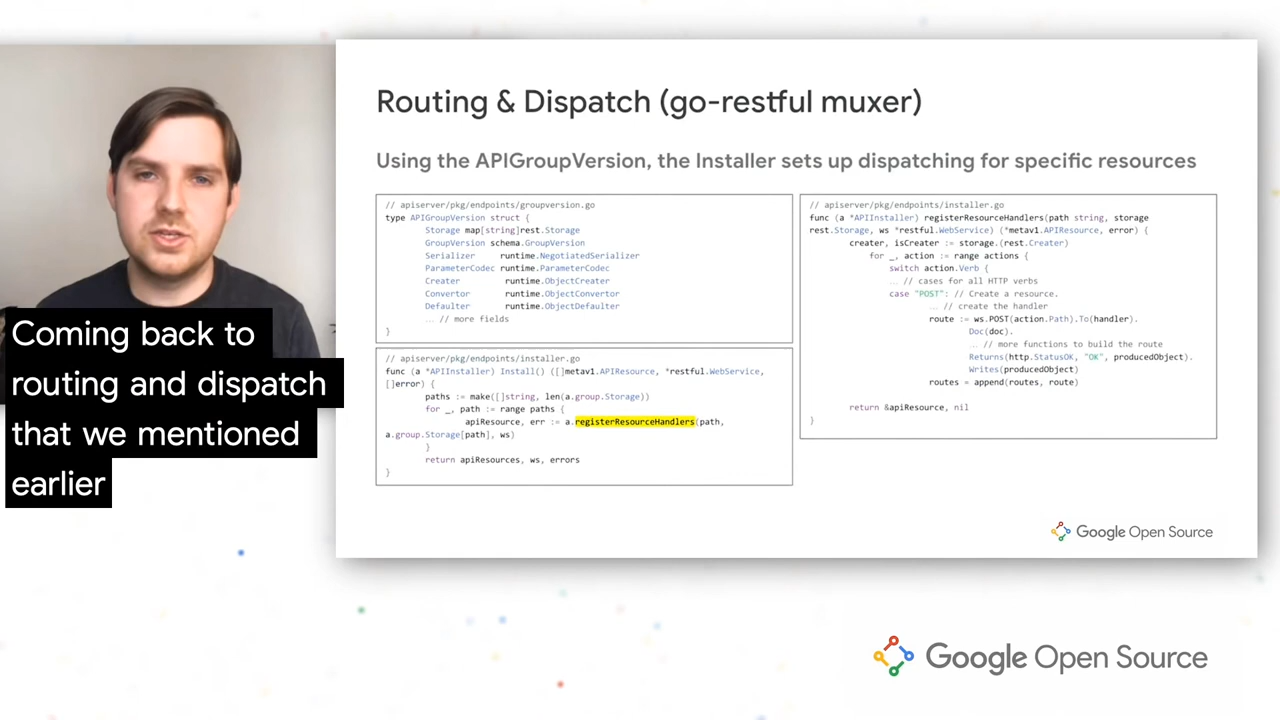 Routing & Dispatch (go-restful muxer)
Using the APIGroupVersion, the Installer sets up dispatching for specific resources
// apiserver/pkg/endpoints/groupversion.go
type APIGroupVersion struct {
Storage map[string]rest.Storage
GroupVersion schema.GroupVersion
Serializer runtime.NegotiatedSerializer
ParameterCodec runtime.ParameterCodec
Creater runtime.ObjectCreater
Convertor runtime.ObjectConvertor
Defaulter runtime.ObjectDefaulter
… // more fields
}
// apiserver/pkg/endpoints/installer.go
func (a *APIInstaller) Install() ([]metav1.APIResource, *restful.WebService,
[]error) {
paths := make([]string, len(a.group.Storage))
for _, path := range paths {
apiResource, err := a.registerResourceHandlers(path,
a.group.Storage[path], ws)
}
return apiResources, ws, errors
}
// apiserver/pkg/endpoints/installer.go
func (a *APIInstaller) registerResourceHandlers(path string, storage
rest.Storage, ws *restful.WebService) (*metav1.APIResource, error) {
creater, isCreater := storage.(rest.Creater)
for _, action := range actions {
switch action.Verb {
… // cases for all HTTP verbs
case "POST": // Create a resource.
… // create the handler
route := ws.POST(action.Path).To(handler).
Doc(doc).
… // more functions to build the route
Returns(http.StatusOK, "OK", producedObject).
Writes(producedObject)
routes = append(routes, route)
return &apiResource, nil
}
Google Open Source
Coming back to
routing and dispatch
that we mentioned
earlier
Google Open Source